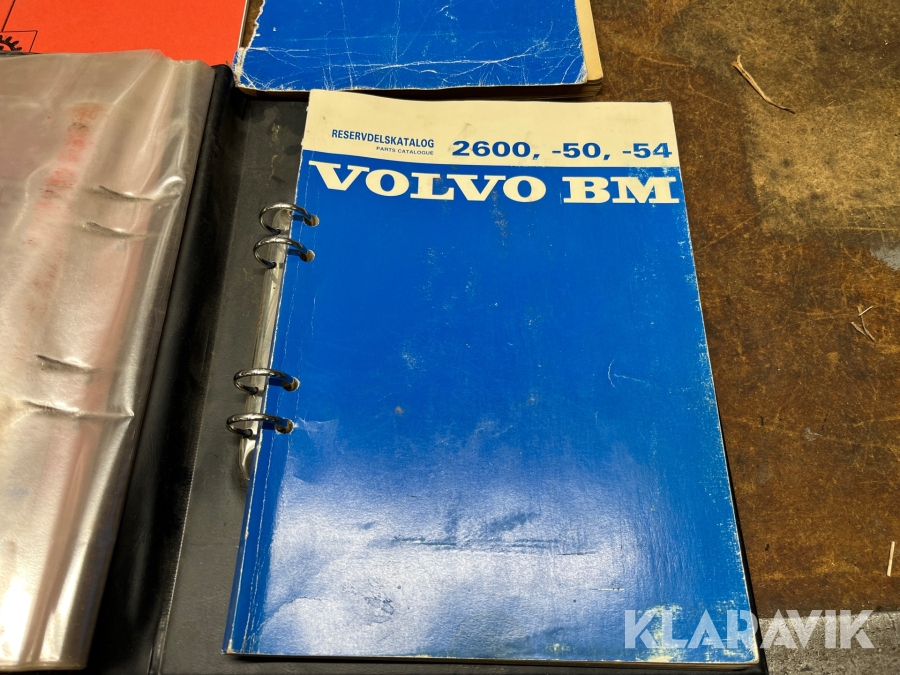 RESERVDELSKATALOG
PARTS CATALOGUE
2600, -50, -54
VOLVO BM
KLARAVIK